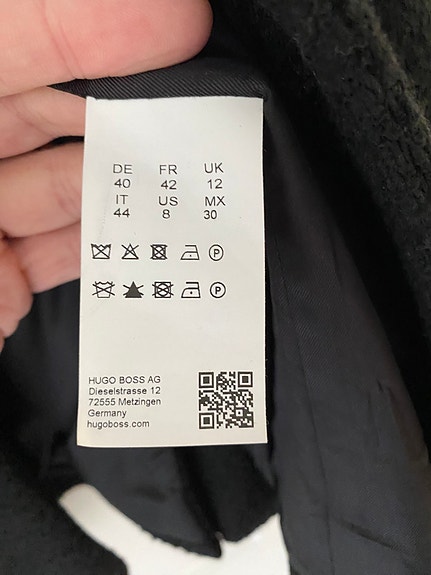 DE FR UK
40 42 12
IT US MX
44 8 30
P
P
HUGO BOSS AG
Dieselstrasse 12
72555 Metzingen
Germany
hugoboss.com